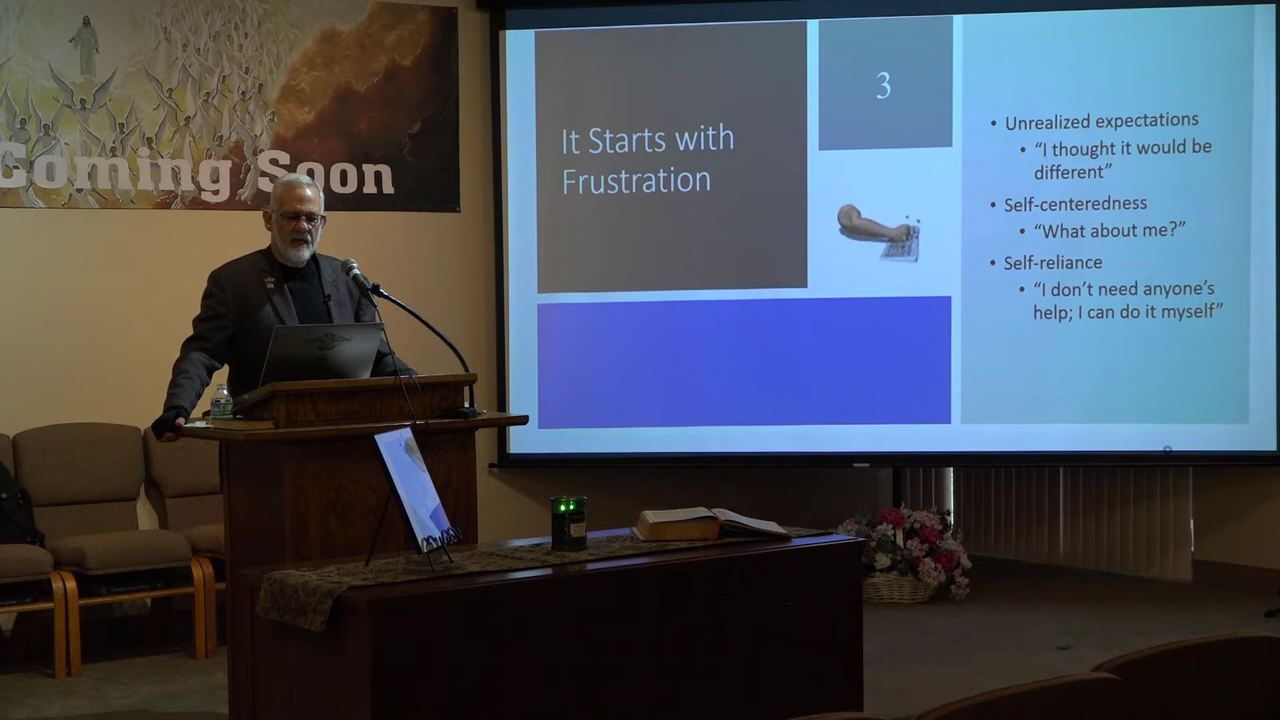 Coming Soon
It Starts with
Frustration
3
• Unrealized expectations
• “I thought it would be
different”
• Self-centeredness
• “What about me?”
• Self-reliance
• “I don’t need anyone’s
help; I can do it myself”